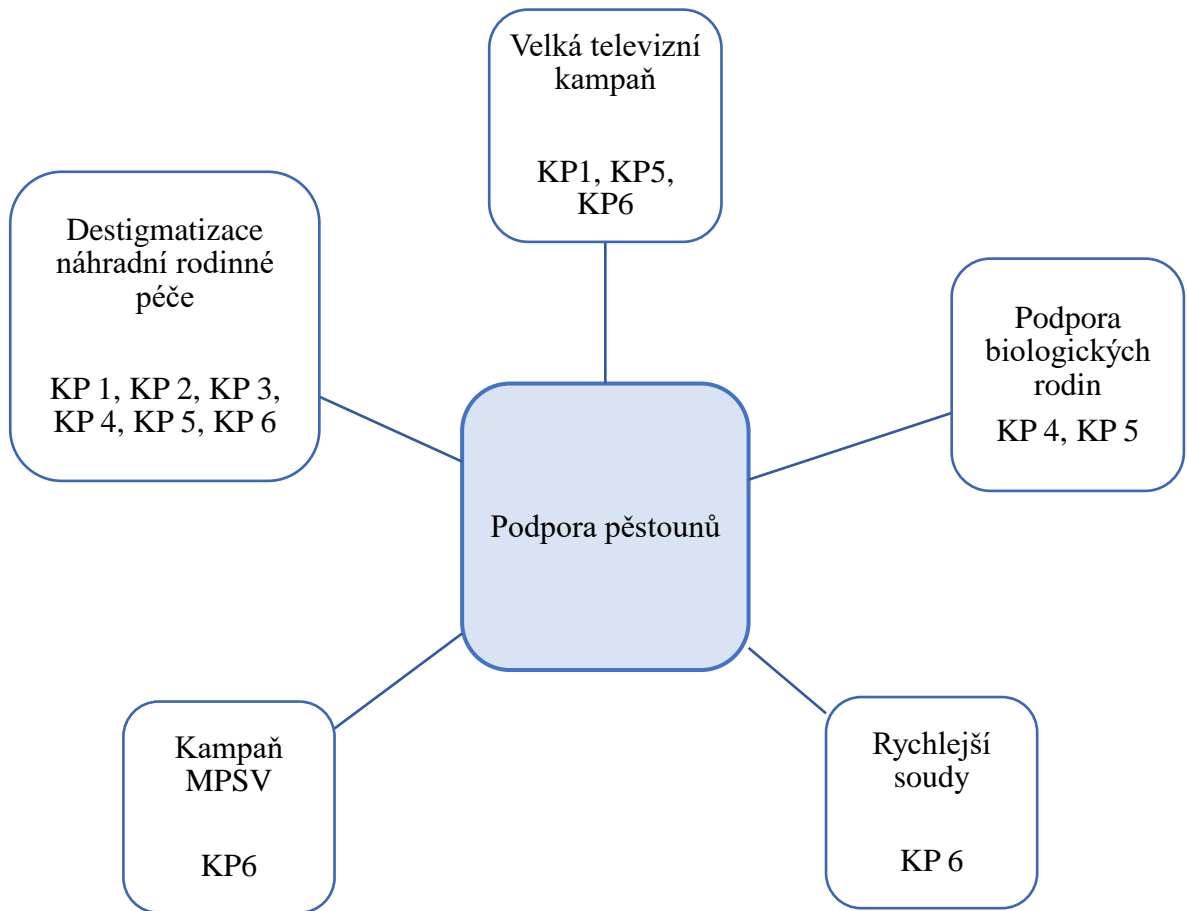 Velká televizní
kampaň
KP1, KP5,
KP6
Destigmatizace
náhradní rodinné
péče
KP 1, KP 2, KP 3,
KP 4, KP 5, KP 6
Podpora
biologických
rodin
KP 4, KP 5
Podpora pěstounů
Kampaň
MPSV
KP6
Rychlejší
soudy
KP 6